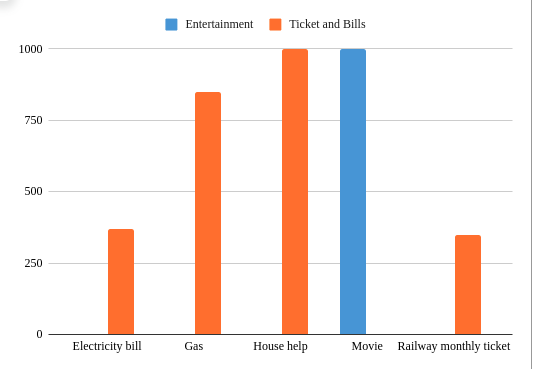 Entertainment Ticket and Bills
1000
750
500
250
0
Electricity bill Gas House help Movie Railway monthly ticket